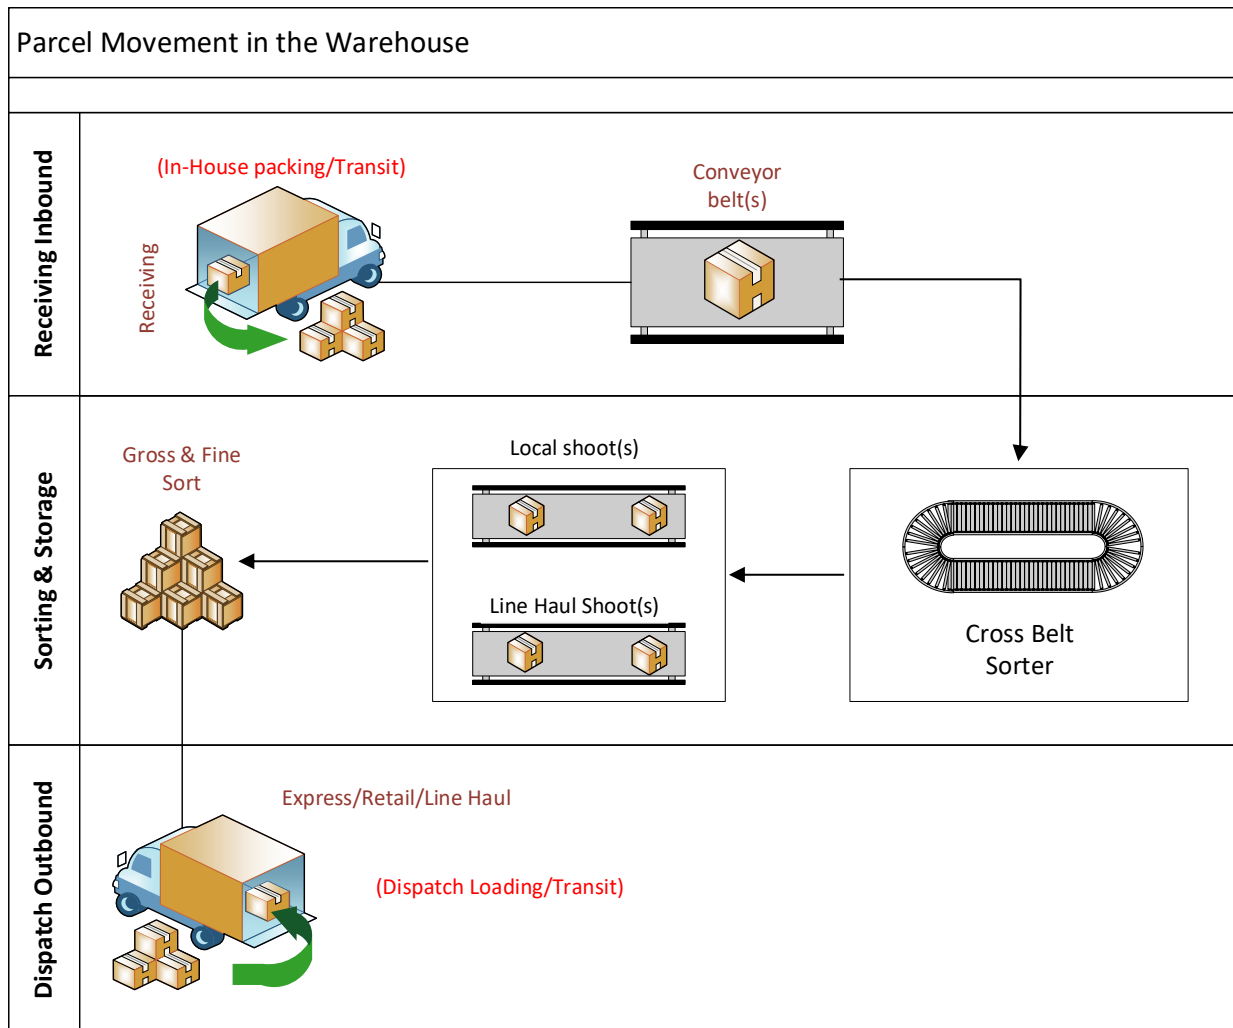 Parcel Movement in the Warehouse
Receiving Inbound
(In-House packing/Transit)
Receiving
Conveyor
belt(s)
Sorting & Storage
Gross & Fine
Sort
Local shoot(s)
Line Haul Shoot(s)
Cross Belt
Sorter
Dispatch Outbound
Express/Retail/Line Haul
(Dispatch Loading/Transit)